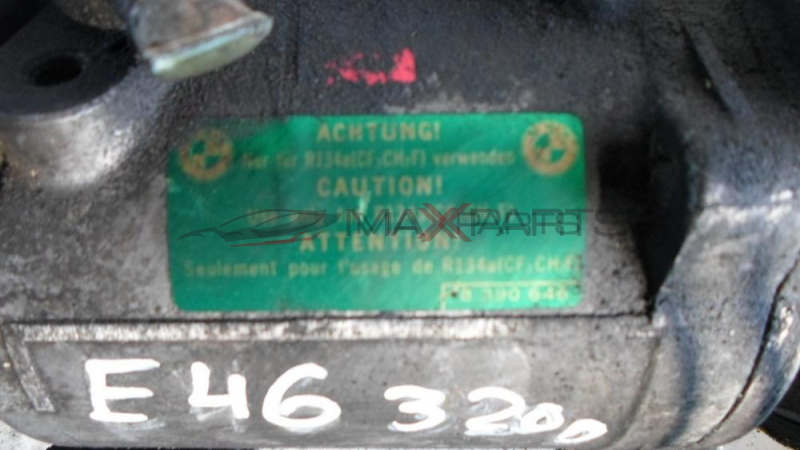 ACHTUNG!
Nur für R134a(CF₃CH₂F) verwenden
CAUTION!
MAXPARTS
ATTENTION!
Seulement pour l'usage de R134a(CF₃CH₂F)
8 390 646
E46 320D